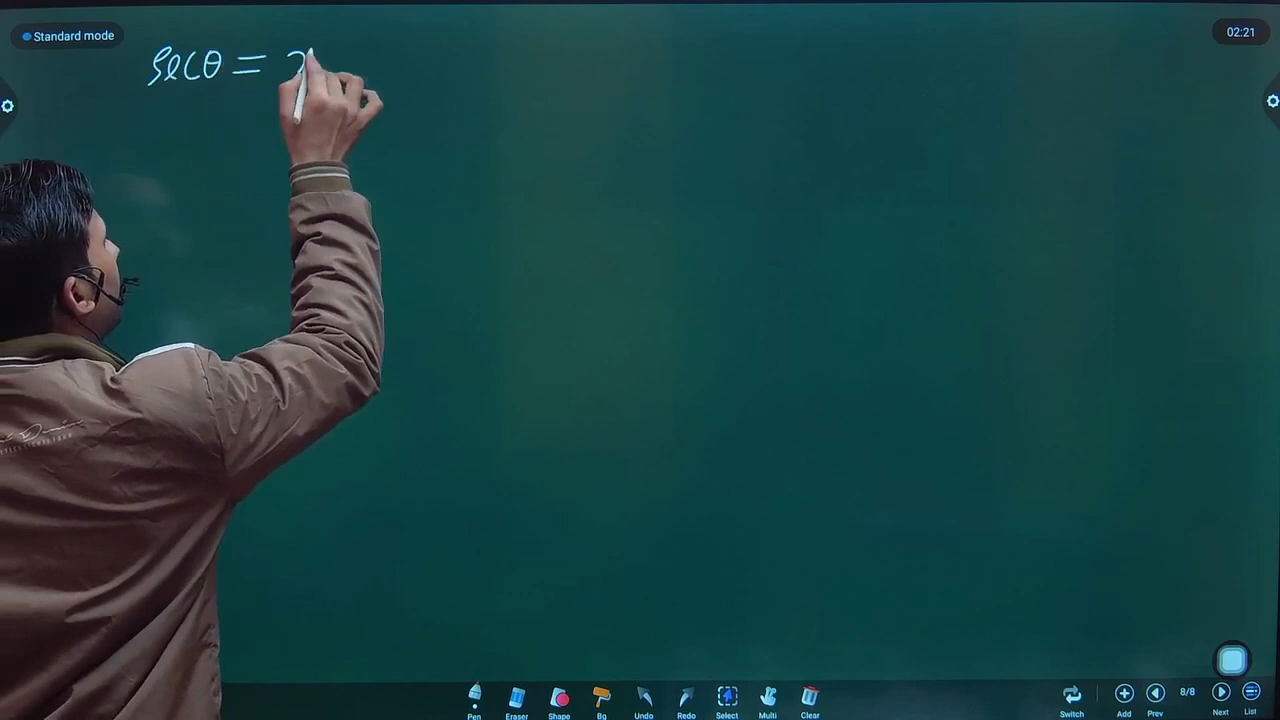 Standard mode
02:21
secθ = x
Pen
Eraser
Shape
Bg
Undo
Redo
Select
Multi
Clear
Switch
Add
Prev
8/8
Next
List